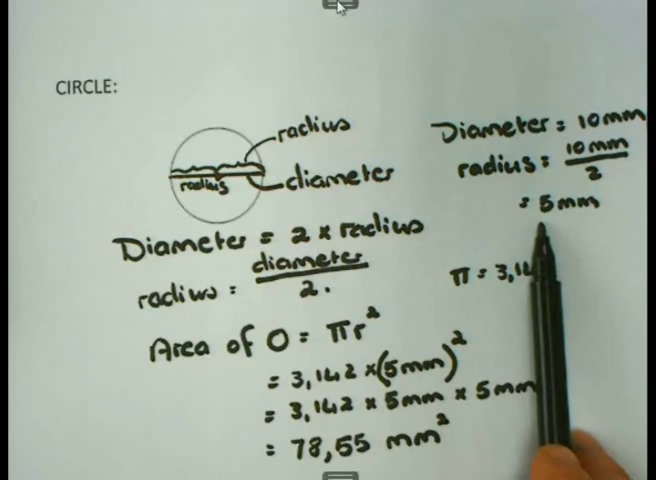 CIRCLE:
radius
diameter
radius
Diameter = 10mm
radius = 10mm / 2
= 5mm
Diameter = 2 × radius
radius = diameter / 2.
π = 3,14
Area of O = πr²
= 3,142 × (5mm)²
= 3,142 × 5mm × 5mm
= 78,55 mm²